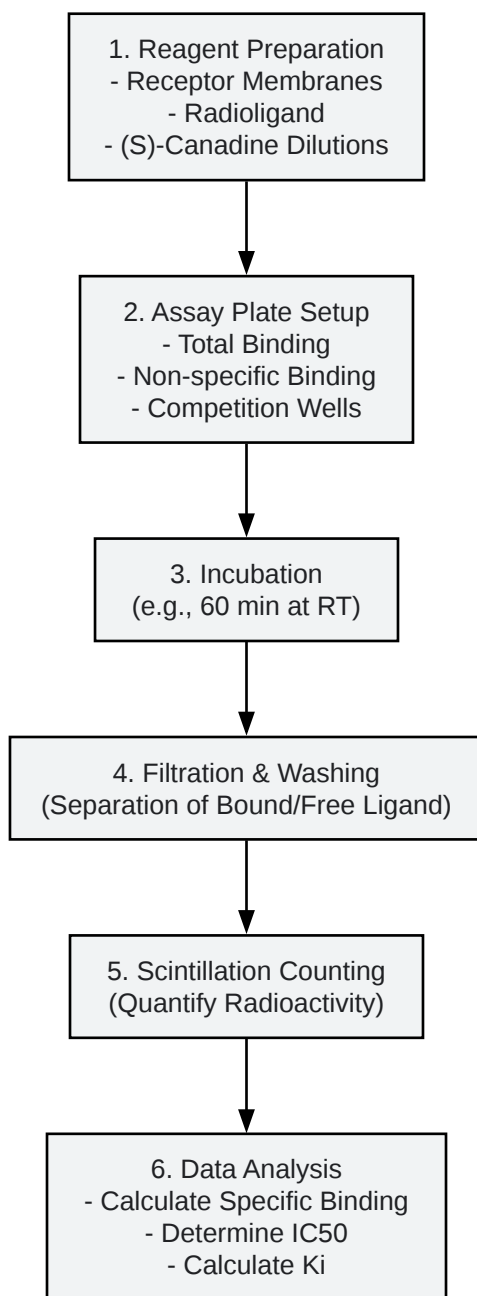 1. Reagent Preparation
- Receptor Membranes
- Radioligand
- (S)-Canadine Dilutions
2. Assay Plate Setup
- Total Binding
- Non-specific Binding
- Competition Wells
3. Incubation
(e.g., 60 min at RT)
4. Filtration & Washing
(Separation of Bound/Free Ligand)
5. Scintillation Counting
(Quantify Radioactivity)
6. Data Analysis
- Calculate Specific Binding
- Determine IC50
- Calculate Ki